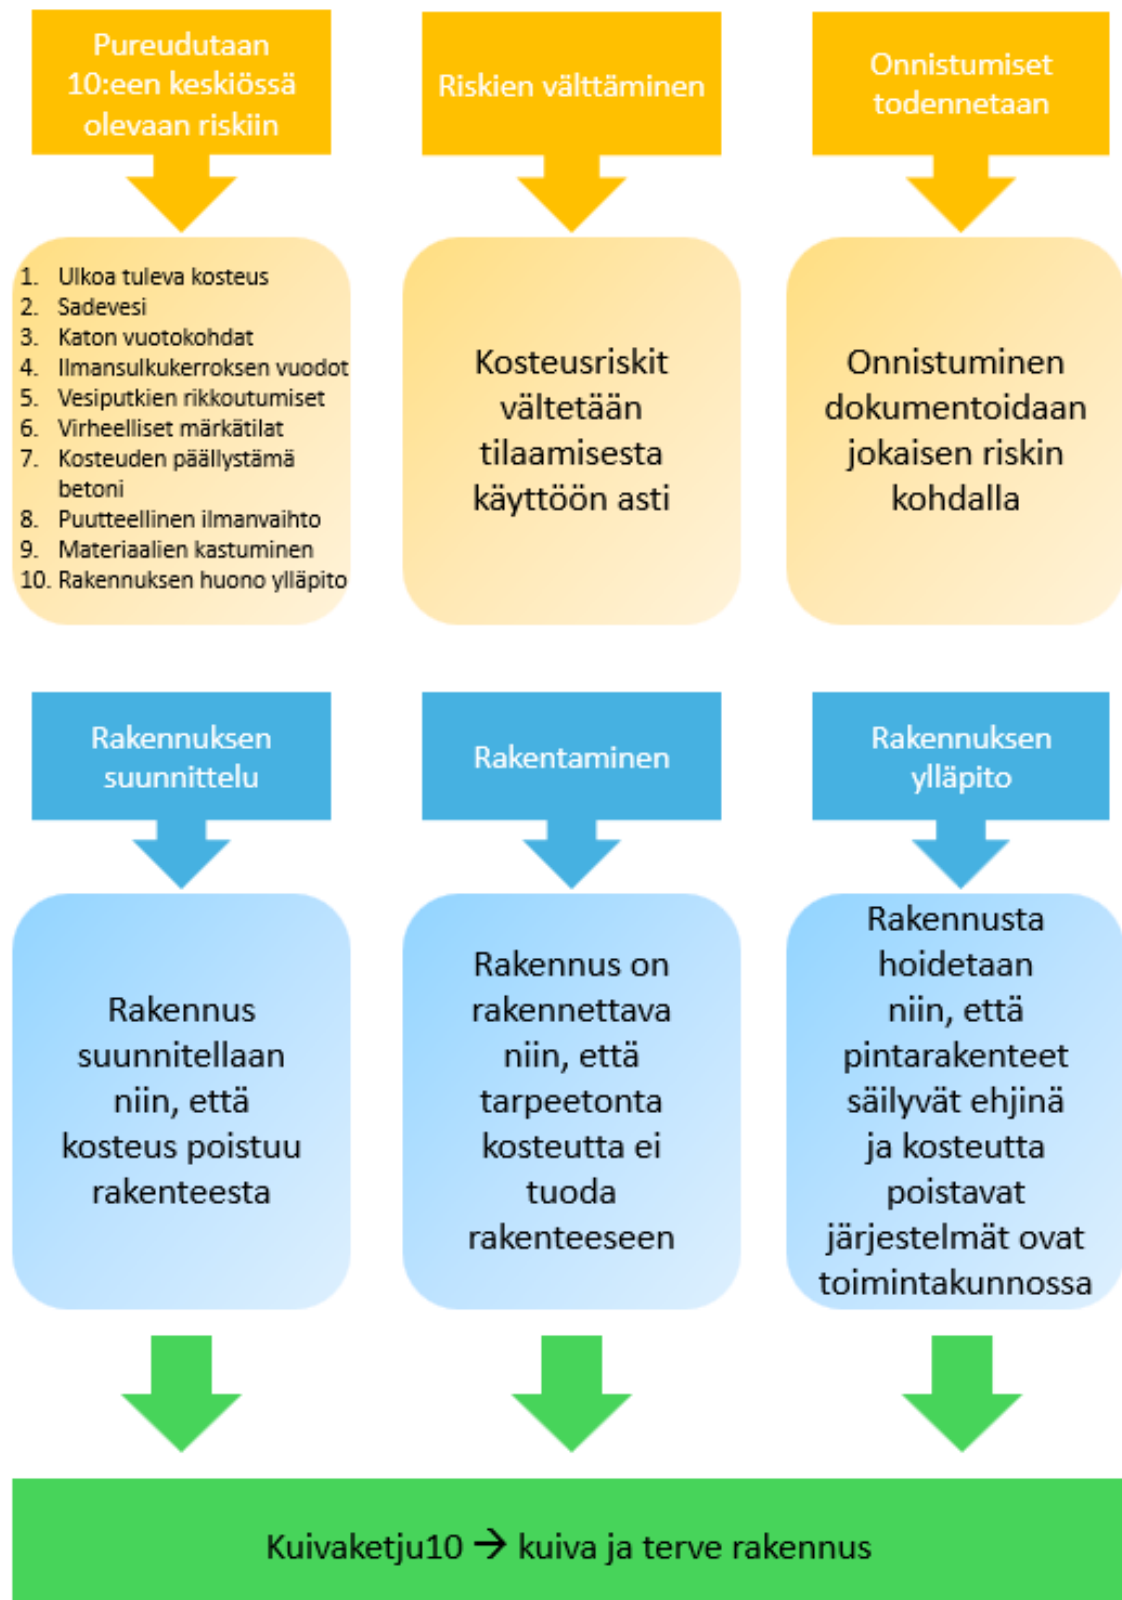 Pureudutaan
10:een keskiössä
olevaan riskiin
Riskien välttäminen
Onnistumiset
todennetaan
1. Ulkoa tuleva kosteus
2. Sadevesi
3. Katon vuotokohdat
4. Ilmansulkukerroksen vuodot
5. Vesiputkien rikkoutumiset
6. Virheelliset märkätilat
7. Kosteuden päällystämä
betoni
8. Puutteellinen ilmanvaihto
9. Materiaalien kastuminen
10. Rakennuksen huono ylläpito
Kosteusriskit
vältetään
tilaamisesta
käyttöön asti
Onnistuminen
dokumentoidaan
jokaisen riskin
kohdalla
Rakennuksen
suunnittelu
Rakentaminen
Rakennuksen
ylläpito
Rakennus
suunnitellaan
niin, että
kosteus poistuu
rakenteesta
Rakennus on
rakennettava
niin, että
tarpeetonta
kosteutta ei
tuoda
rakenteeseen
Rakennusta
hoidetaan
niin, että
pintarakenteet
säilyvät ehjinä
ja kosteutta
poistavat
järjestelmät ovat
toimintakunnossa
Kuivaketju10 → kuiva ja terve rakennus